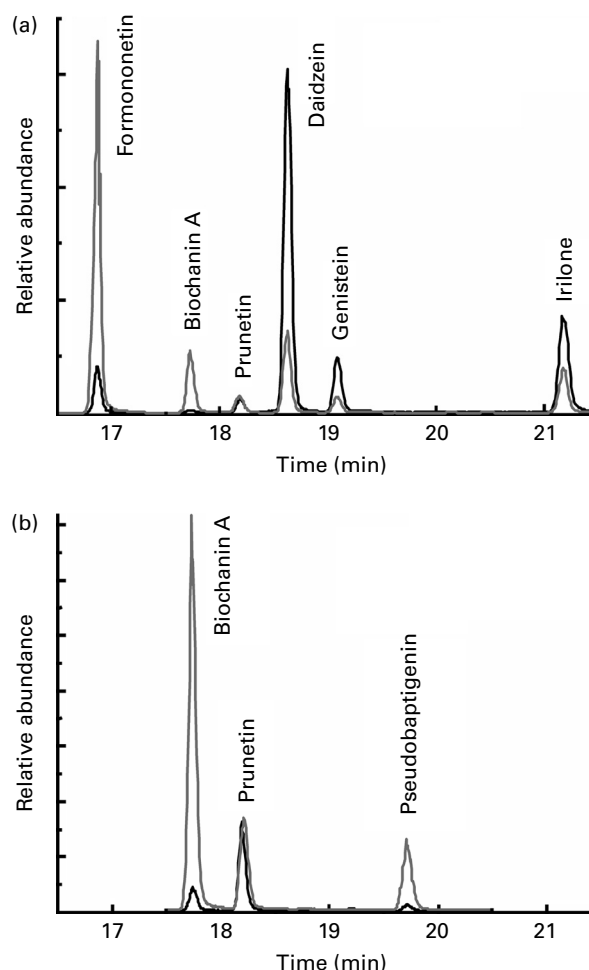 (a)
Relative abundance
Formononetin
Biochanin A
Prunetin
Daidzein
Genistein
Irilone
17 18 19 20 21
Time (min)
(b)
Relative abundance
Biochanin A
Prunetin
Pseudobaptigenin
17 18 19 20 21
Time (min)